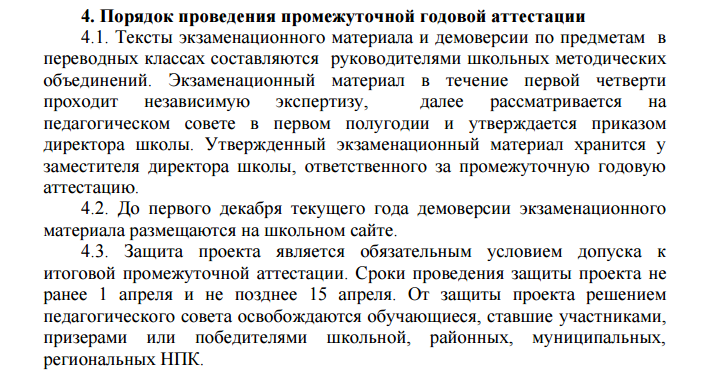 4. Порядок проведения промежуточной годовой аттестации
4.1. Тексты экзаменационного материала и демоверсии по предметам в
переводных классах составляются руководителями школьных методических
объединений. Экзаменационный материал в течение первой четверти
проходит независимую экспертизу, далее рассматривается на
педагогическом совете в первом полугодии и утверждается приказом
директора школы. Утвержденный экзаменационный материал хранится у
заместителя директора школы, ответственного за промежуточную годовую
аттестацию.
4.2. До первого декабря текущего года демоверсии экзаменационного
материала размещаются на школьном сайте.
4.3. Защита проекта является обязательным условием допуска к
итоговой промежуточной аттестации. Сроки проведения защиты проекта не
ранее 1 апреля и не позднее 15 апреля. От защиты проекта решением
педагогического совета освобождаются обучающиеся, ставшие участниками,
призерами или победителями школьной, районных, муниципальных,
региональных НПК.